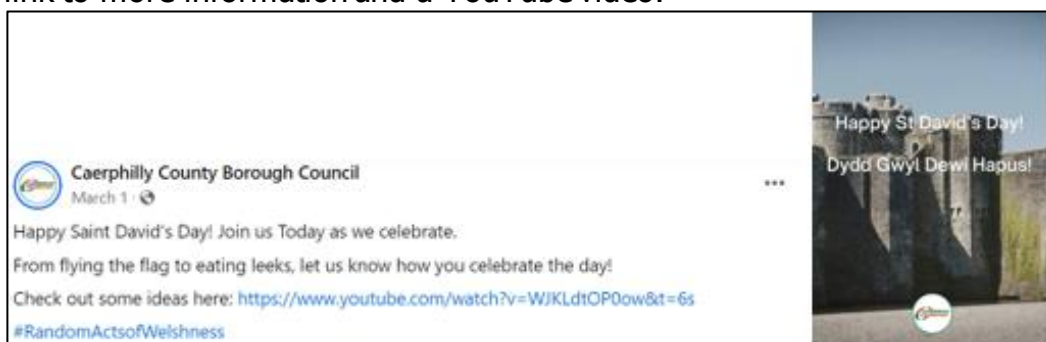 link to more information and a YouTube video.
Caerphilly County Borough Council
March 1 ·
Happy Saint David's Day! Join us Today as we celebrate.
From flying the flag to eating leeks, let us know how you celebrate the day!
Check out some ideas here: https://www.youtube.com/watch?v=WJKLdtOP0ow&t=6s
#RandomActsofWelshness
Happy St David's Day!
Dydd Gwyl Dewi Hapus!